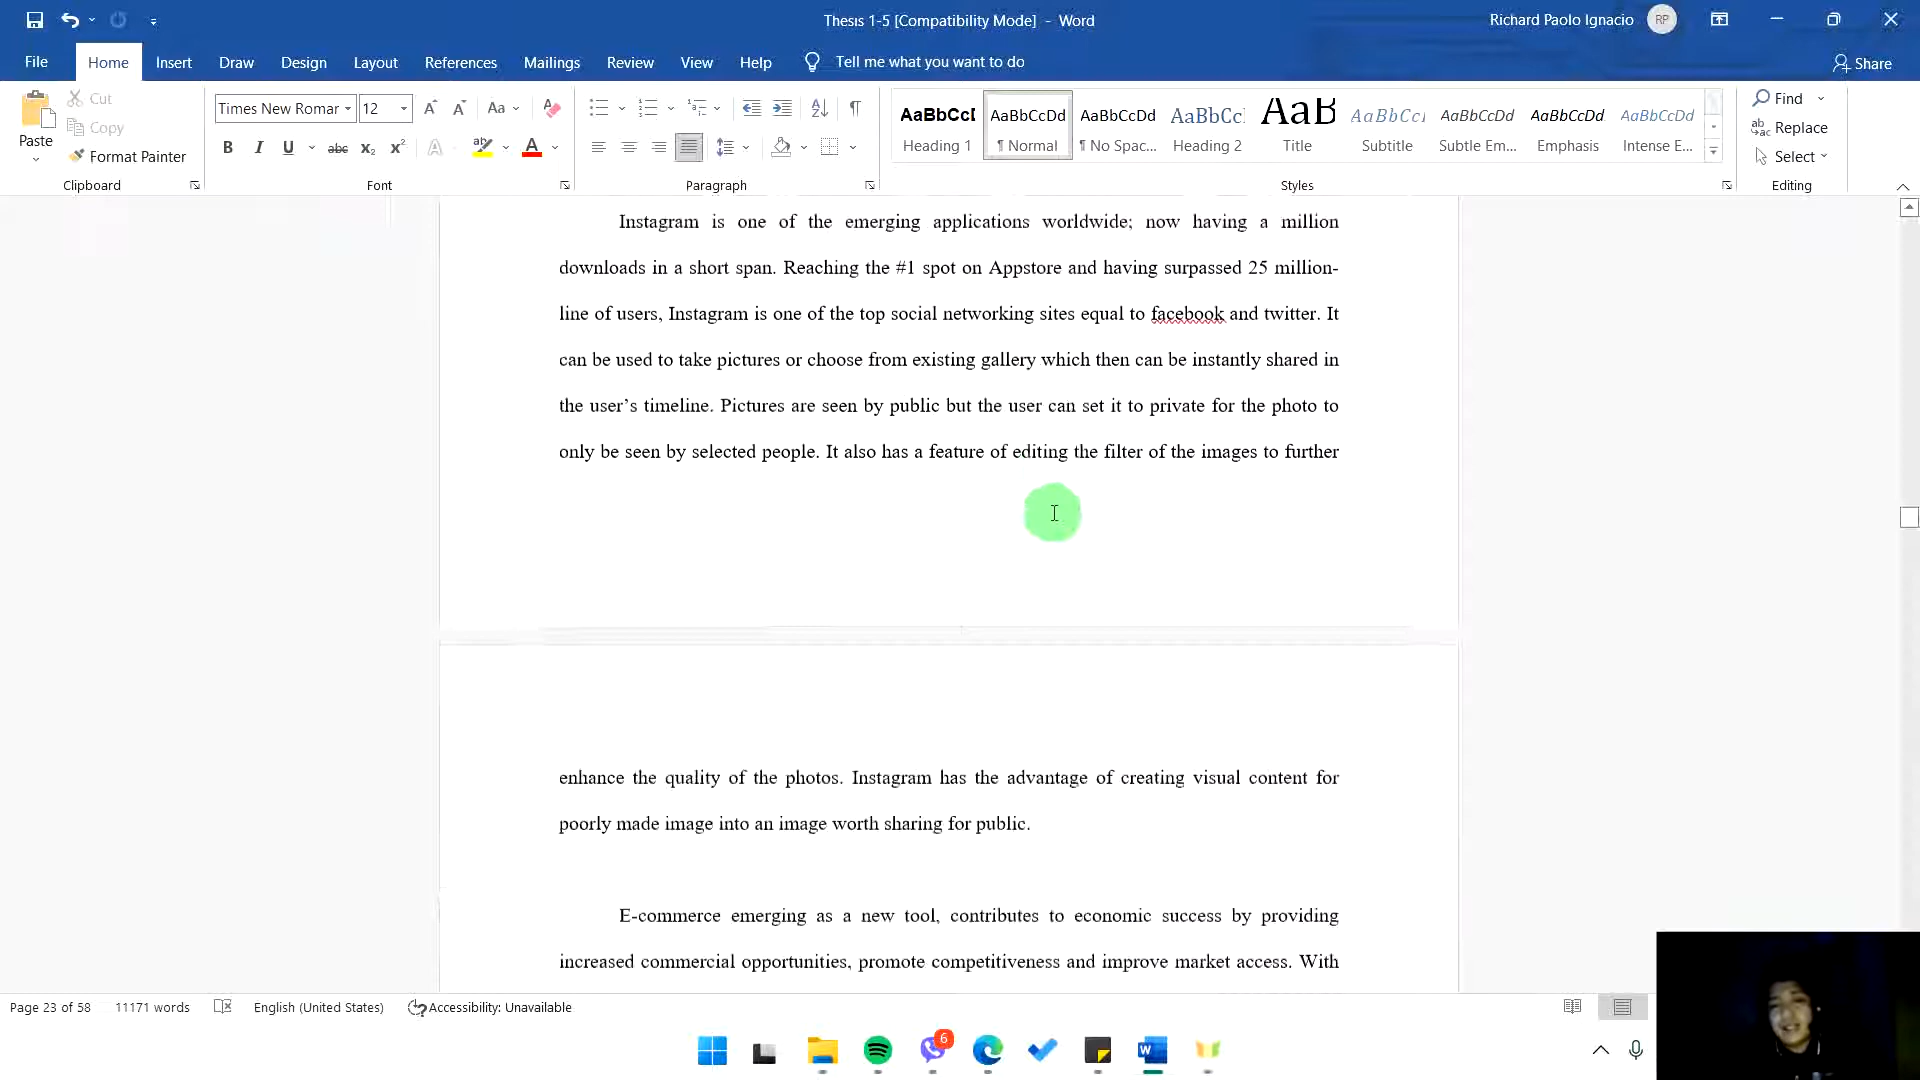 Thesis 1-5 [Compatibility Mode] - Word
Richard Paolo Ignacio
RP
File
Home
Insert
Draw
Design
Layout
References
Mailings
Review
View
Help
Tell me what you want to do
Share
Paste
Cut
Copy
Format Painter
Clipboard
Times New Romar
12
Aa
B I U abc x₂ x² A A
Font
Paragraph
AaBbCcI
Heading 1
AaBbCcDd
¶ Normal
AaBbCcDd
¶ No Spac...
AaBbCc
Heading 2
AaB
Title
AaBbCcI
Subtitle
AaBbCcDd
Subtle Em...
AaBbCcDd
Emphasis
AaBbCcDd
Intense E...
Styles
Find
Replace
Select
Editing
Instagram is one of the emerging applications worldwide; now having a million
downloads in a short span. Reaching the #1 spot on Appstore and having surpassed 25 million-
line of users, Instagram is one of the top social networking sites equal to facebook and twitter. It
can be used to take pictures or choose from existing gallery which then can be instantly shared in
the user’s timeline. Pictures are seen by public but the user can set it to private for the photo to
only be seen by selected people. It also has a feature of editing the filter of the images to further
enhance the quality of the photos. Instagram has the advantage of creating visual content for
poorly made image into an image worth sharing for public.
E-commerce emerging as a new tool, contributes to economic success by providing
increased commercial opportunities, promote competitiveness and improve market access. With
Page 23 of 58
11171 words
English (United States)
Accessibility: Unavailable
6
W